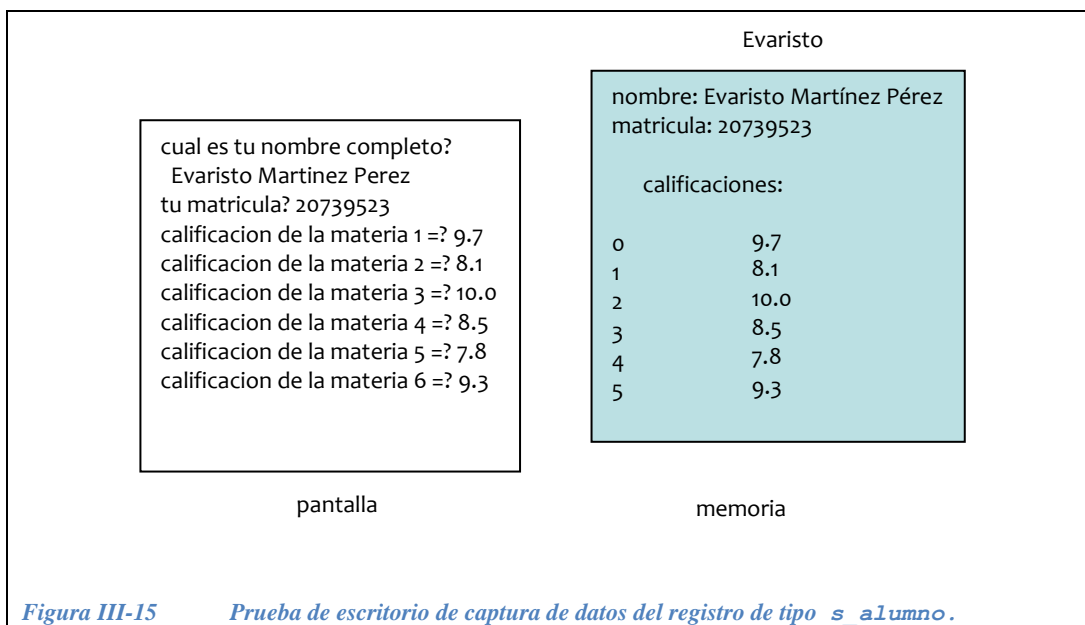 Evaristo
cual es tu nombre completo?
Evaristo Martinez Perez
tu matricula? 20739523
calificacion de la materia 1 =? 9.7
calificacion de la materia 2 =? 8.1
calificacion de la materia 3 =? 10.0
calificacion de la materia 4 =? 8.5
calificacion de la materia 5 =? 7.8
calificacion de la materia 6 =? 9.3
pantalla
nombre: Evaristo Martínez Pérez
matricula: 20739523
calificaciones:
0 9.7
1 8.1
2 10.0
3 8.5
4 7.8
5 9.3
memoria
Figura III-15 Prueba de escritorio de captura de datos del registro de tipo s_alumno.